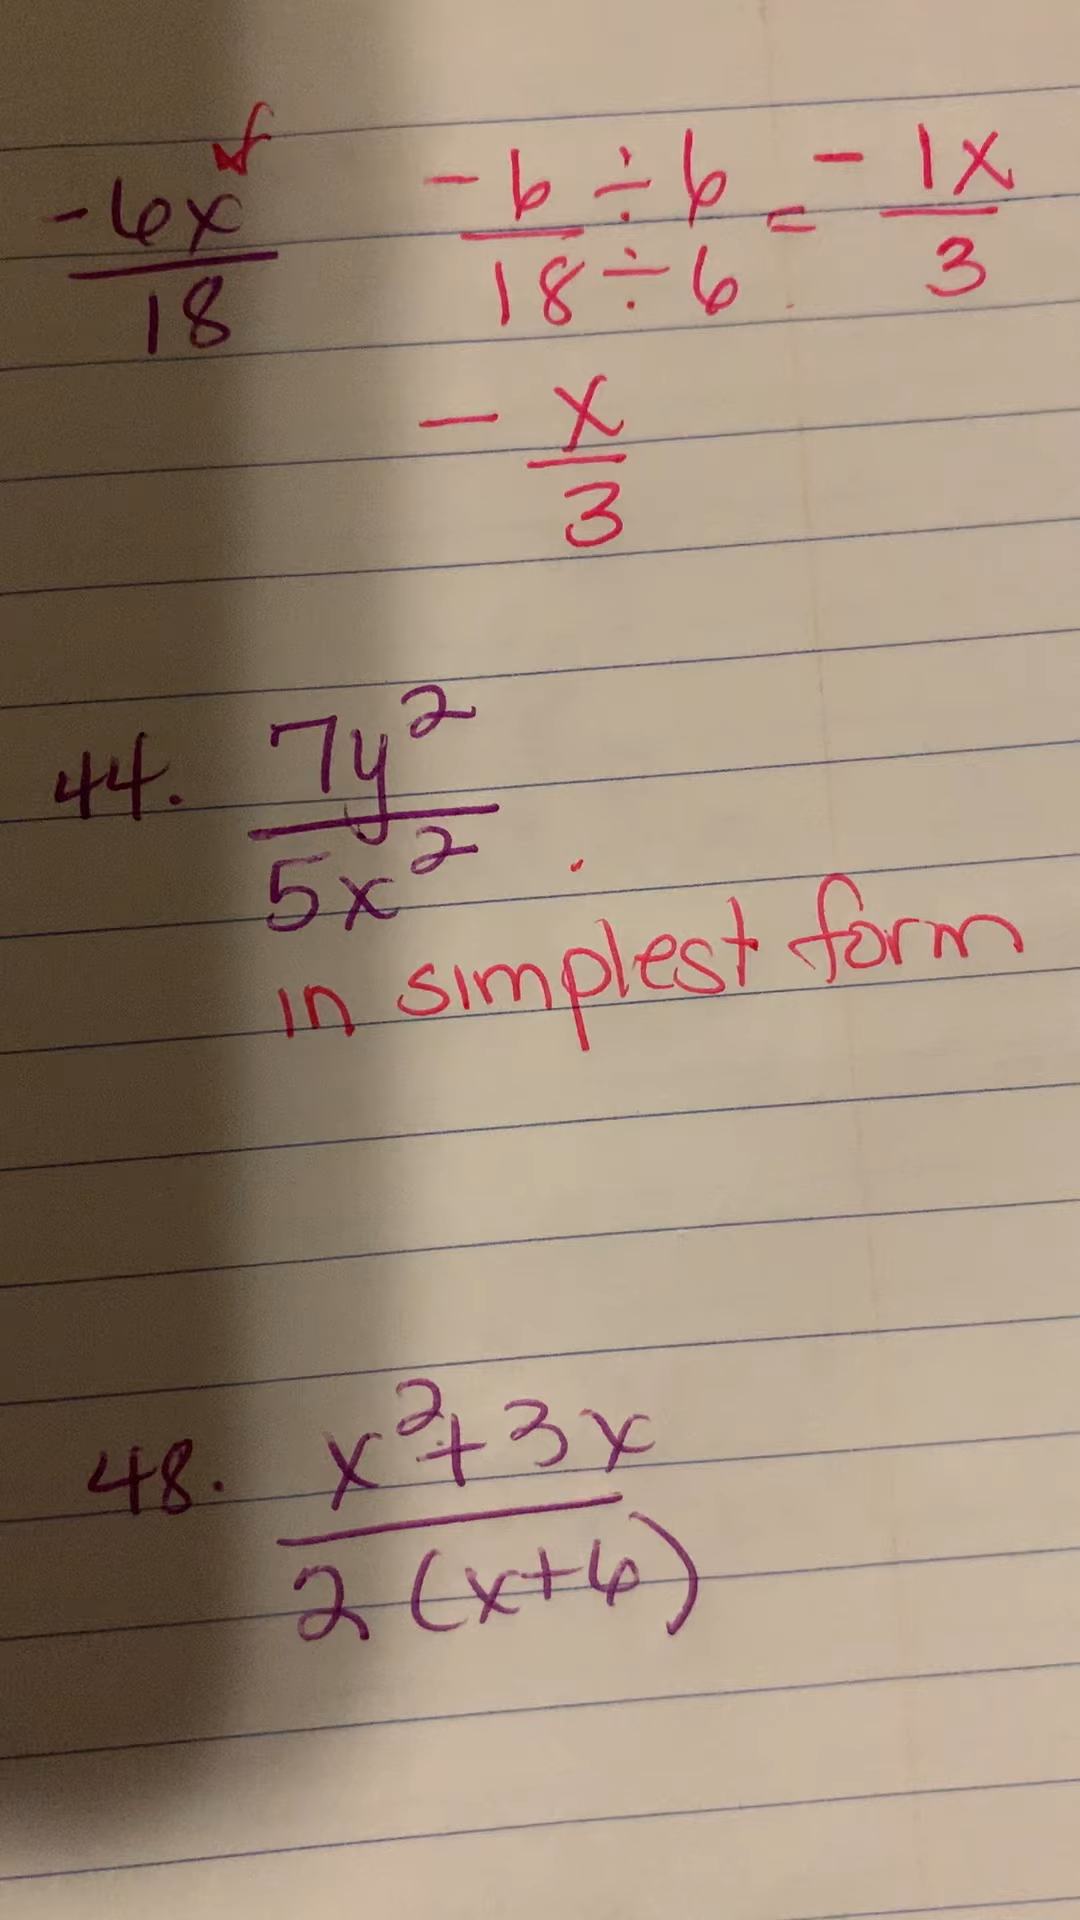 -6x/18   -6 ÷ 6 / 18 ÷ 6 = - 1x/3
- x/3
44. 7y²/5x²
in simplest form
48. x² + 3x / 2 (x+6)